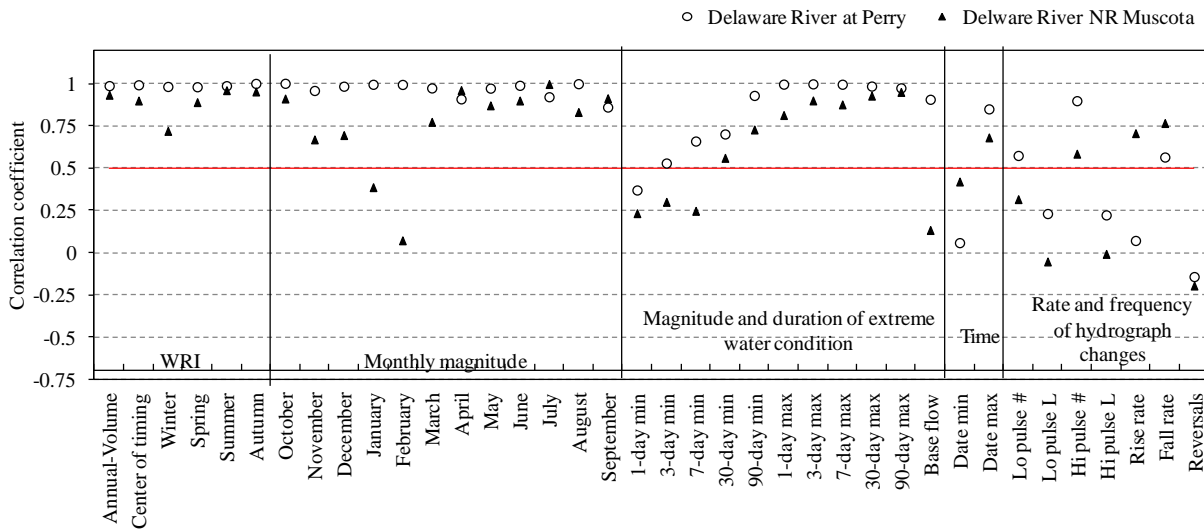 Delaware River at Perry
Delware River NR Muscota
Correlation coefficient
1
0.75
0.5
0.25
0
-0.25
-0.5
-0.75
WRI
Monthly magnitude
Magnitude and duration of extreme
water condition
Time
Rate and frequency
of hydrograph
changes
Annual-Volume
Center of timing
Winter
Spring
Summer
Autumn
October
November
December
January
February
March
April
May
June
July
August
September
1-day min
3-day min
7-day min
30-day min
90-day min
1-day max
3-day max
7-day max
30-day max
90-day max
Base flow
Date min
Date max
Lo pulse #
Lo pulse L
Hi pulse #
Hi pulse L
Rise rate
Fall rate
Reversals